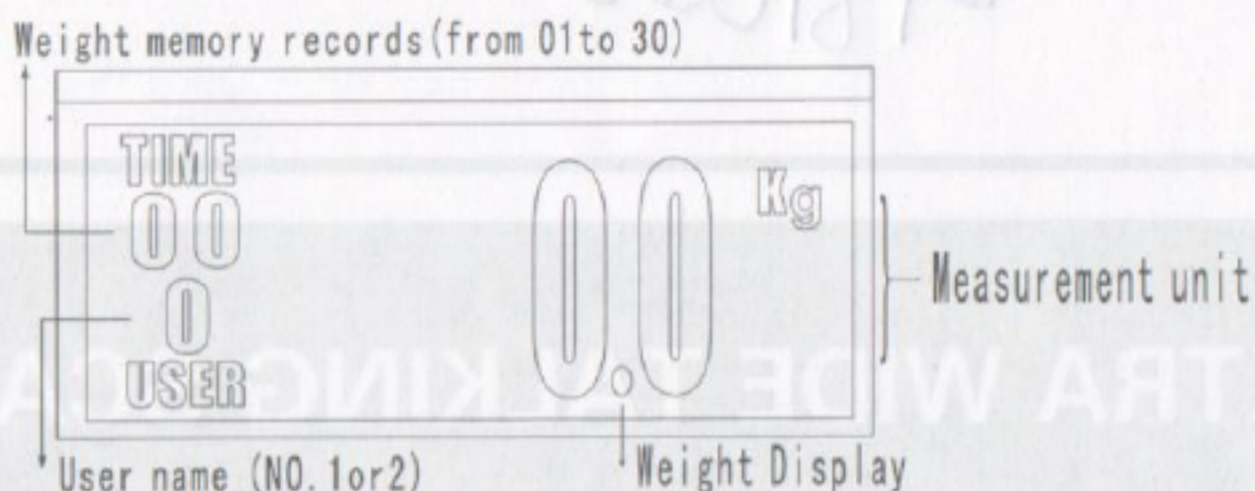 Weight memory records(from 01to 30)
TIME
00
0.0 Kg
0
USER
Measurement unit
User name (NO.1or2)
Weight Display